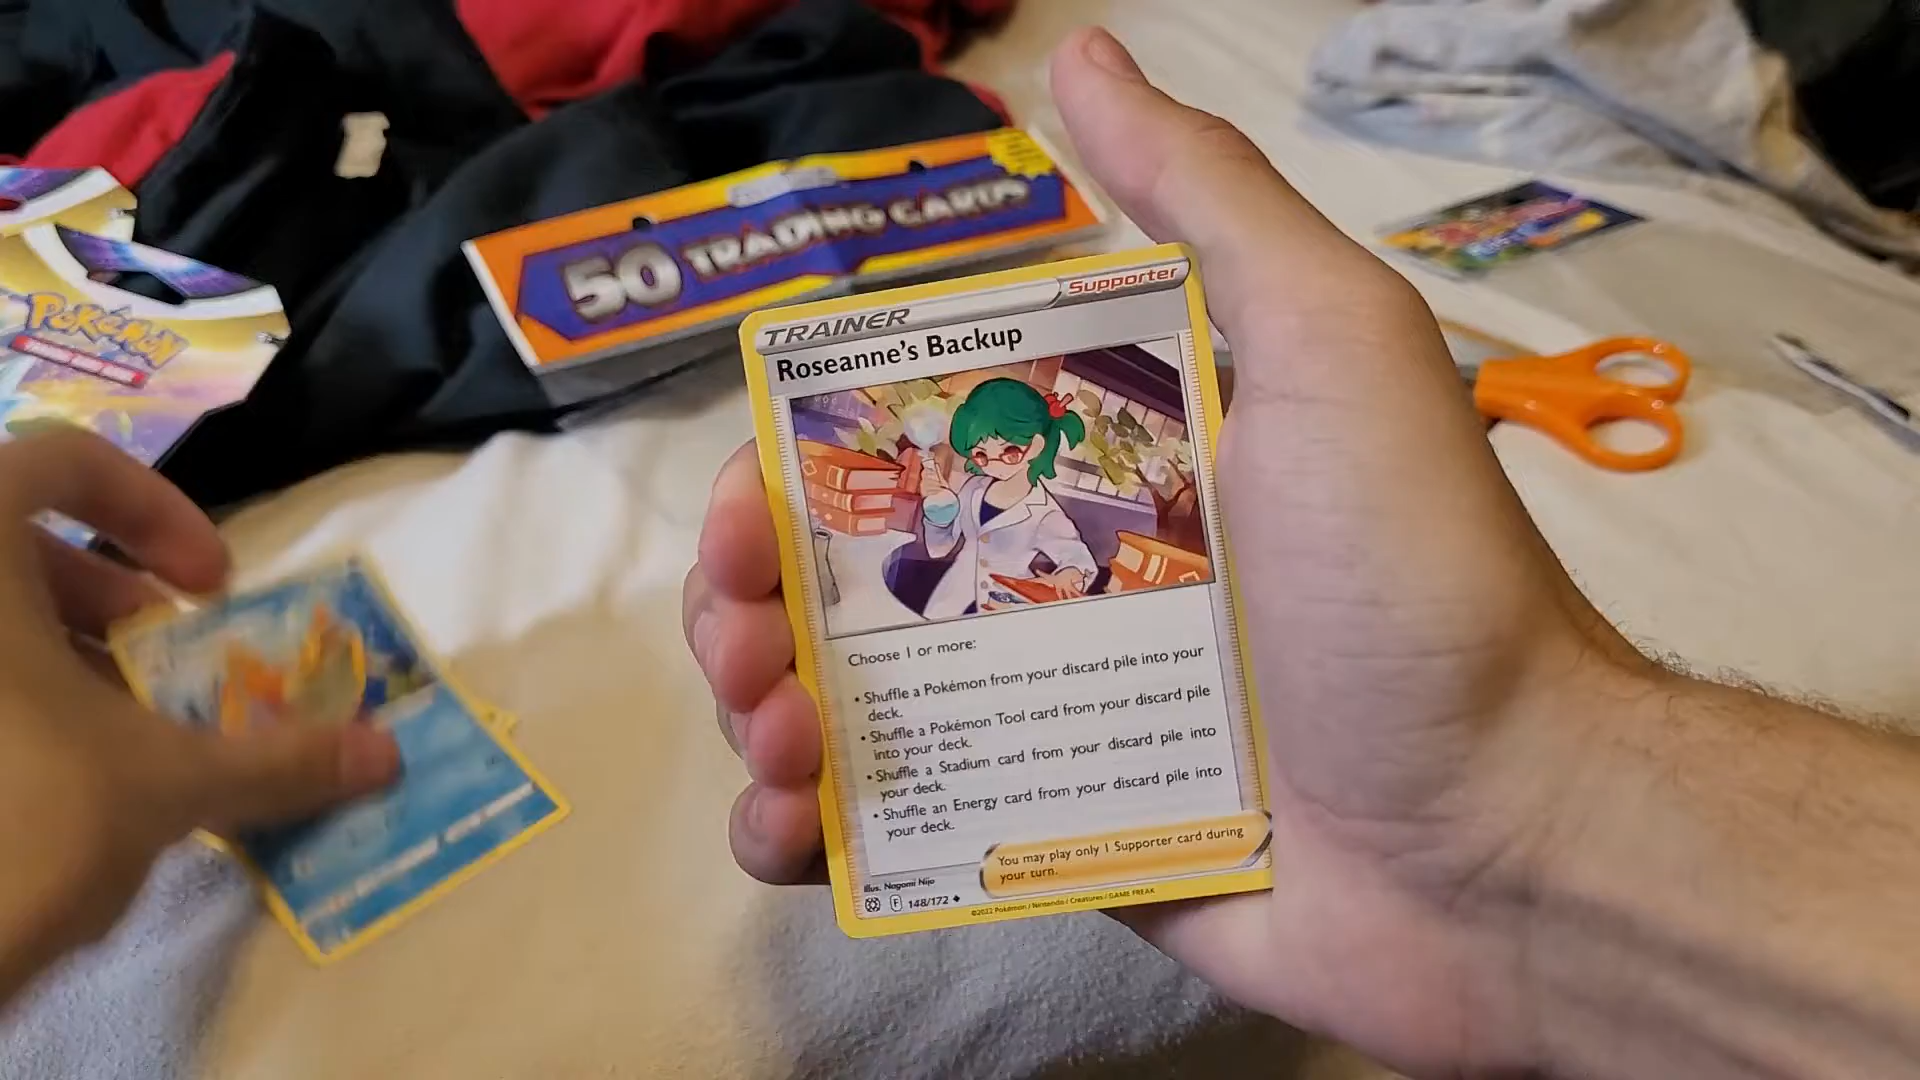 50 TRADING CARDS
POKÉMON
TRAINER
Supporter
Roseanne's Backup
Choose 1 or more:
• Shuffle a Pokémon from your discard pile into your
deck.
• Shuffle a Pokémon Tool card from your discard pile
into your deck.
• Shuffle a Stadium card from your discard pile into
your deck.
• Shuffle an Energy card from your discard pile into
your deck.
You may play only 1 Supporter card during
your turn.
Illus. Nagomi Nijo
F 148/172
©2022 Pokémon / Nintendo / Creatures / GAME FREAK